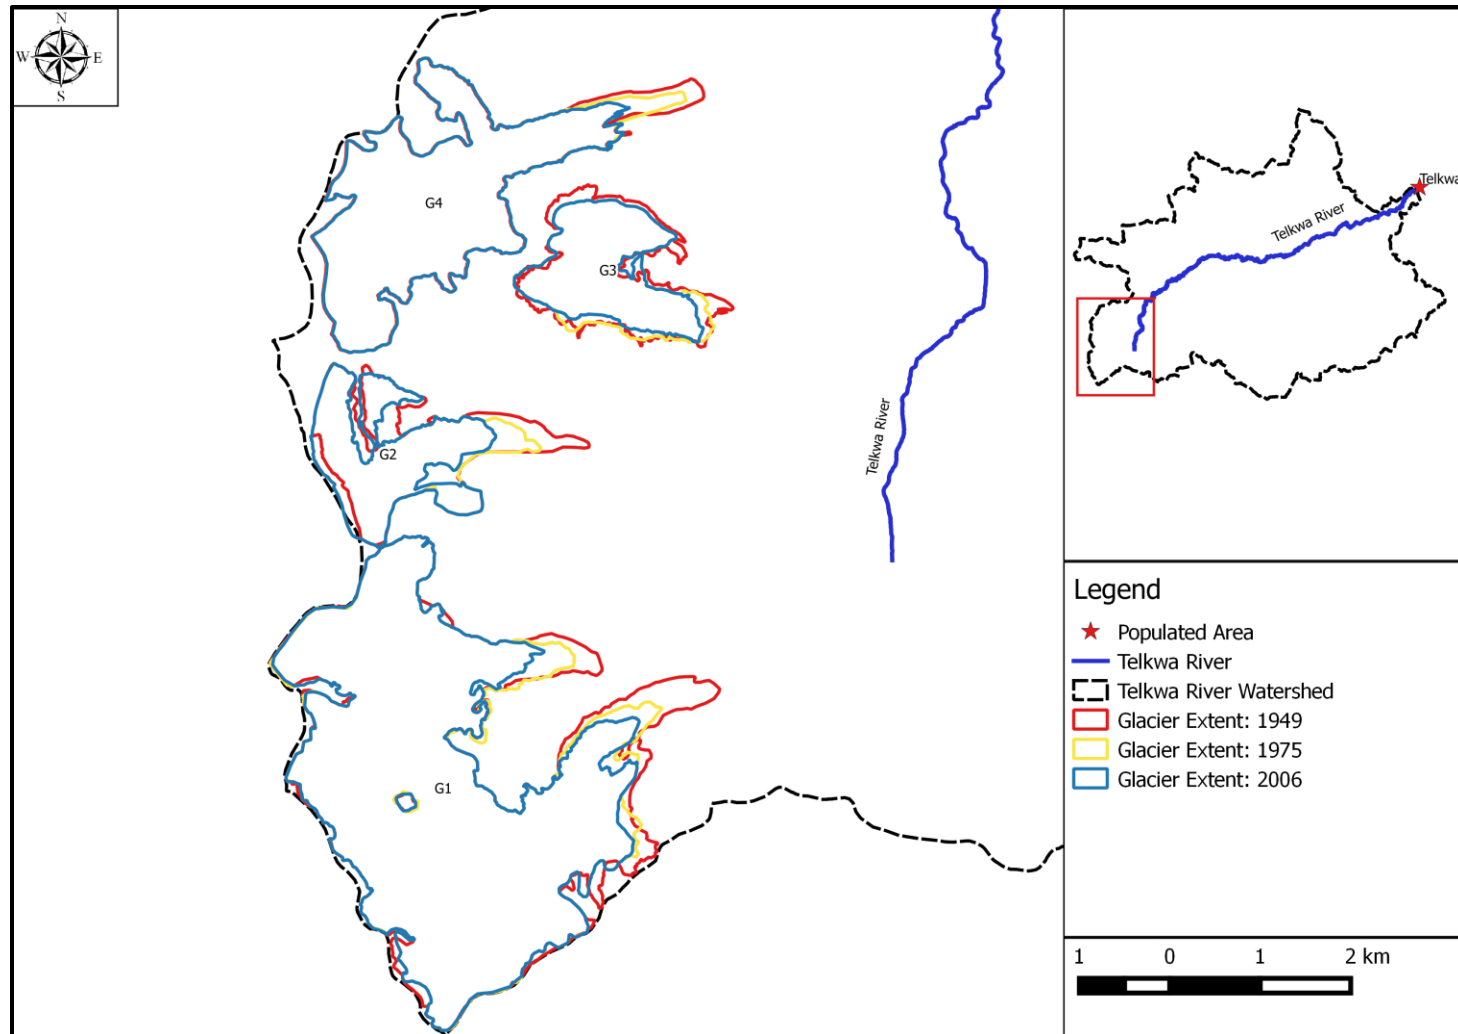 N
W E
S
G4
G3
G2
G1
Telkwa River
Telkwa
Telkwa River
Legend
Populated Area
Telkwa River
Telkwa River Watershed
Glacier Extent: 1949
Glacier Extent: 1975
Glacier Extent: 2006
1 0 1 2 km